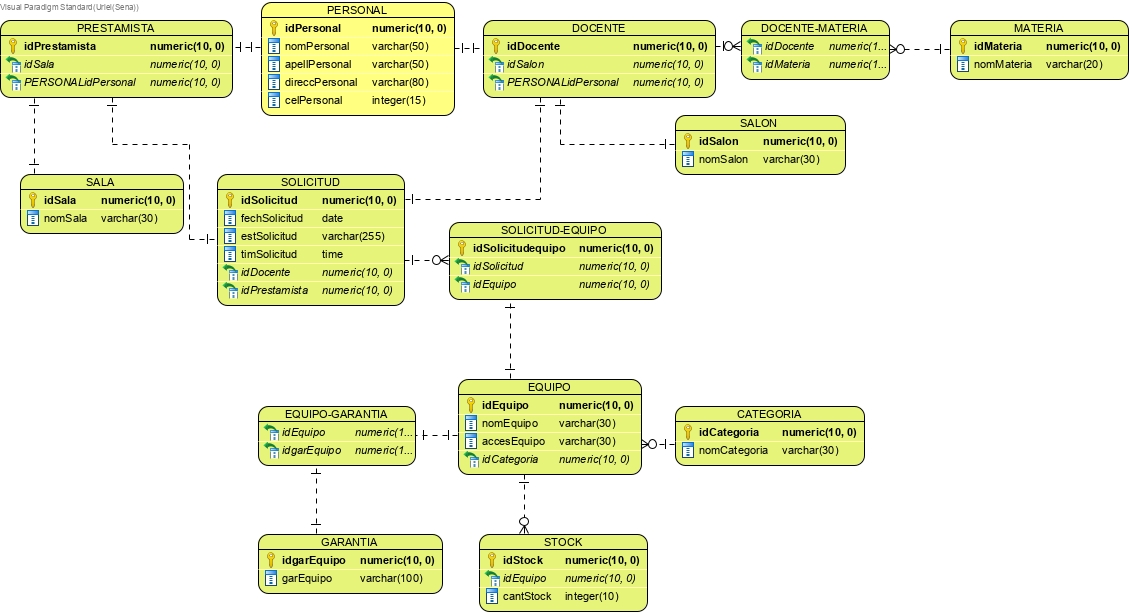 Visual Paradigm Standard(Uriel(Sena))
PRESTAMISTA
idPrestamista numeric(10, 0)
idSala numeric(10, 0)
PERSONALidPersonal numeric(10, 0)
PERSONAL
idPersonal numeric(10, 0)
nomPersonal varchar(50)
apellPersonal varchar(50)
direccPersonal varchar(80)
celPersonal integer(15)
DOCENTE
idDocente numeric(10, 0)
idSalon numeric(10, 0)
PERSONALidPersonal numeric(10, 0)
DOCENTE-MATERIA
idDocente numeric(1...
idMateria numeric(1...
MATERIA
idMateria numeric(10, 0)
nomMateria varchar(20)
SALON
idSalon numeric(10, 0)
nomSalon varchar(30)
SALA
idSala numeric(10, 0)
nomSala varchar(30)
SOLICITUD
idSolicitud numeric(10, 0)
fechSolicitud date
estSolicitud varchar(255)
timSolicitud time
idDocente numeric(10, 0)
idPrestamista numeric(10, 0)
SOLICITUD-EQUIPO
idSolicitudequipo numeric(10, 0)
idSolicitud numeric(10, 0)
idEquipo numeric(10, 0)
EQUIPO-GARANTIA
idEquipo numeric(1...
idgarEquipo numeric(1...
EQUIPO
idEquipo numeric(10, 0)
nomEquipo varchar(30)
accesEquipo varchar(30)
idCategoria numeric(10, 0)
CATEGORIA
idCategoria numeric(10, 0)
nomCategoria varchar(30)
GARANTIA
idgarEquipo numeric(10, 0)
garEquipo varchar(100)
STOCK
idStock numeric(10, 0)
idEquipo numeric(10, 0)
cantStock integer(10)